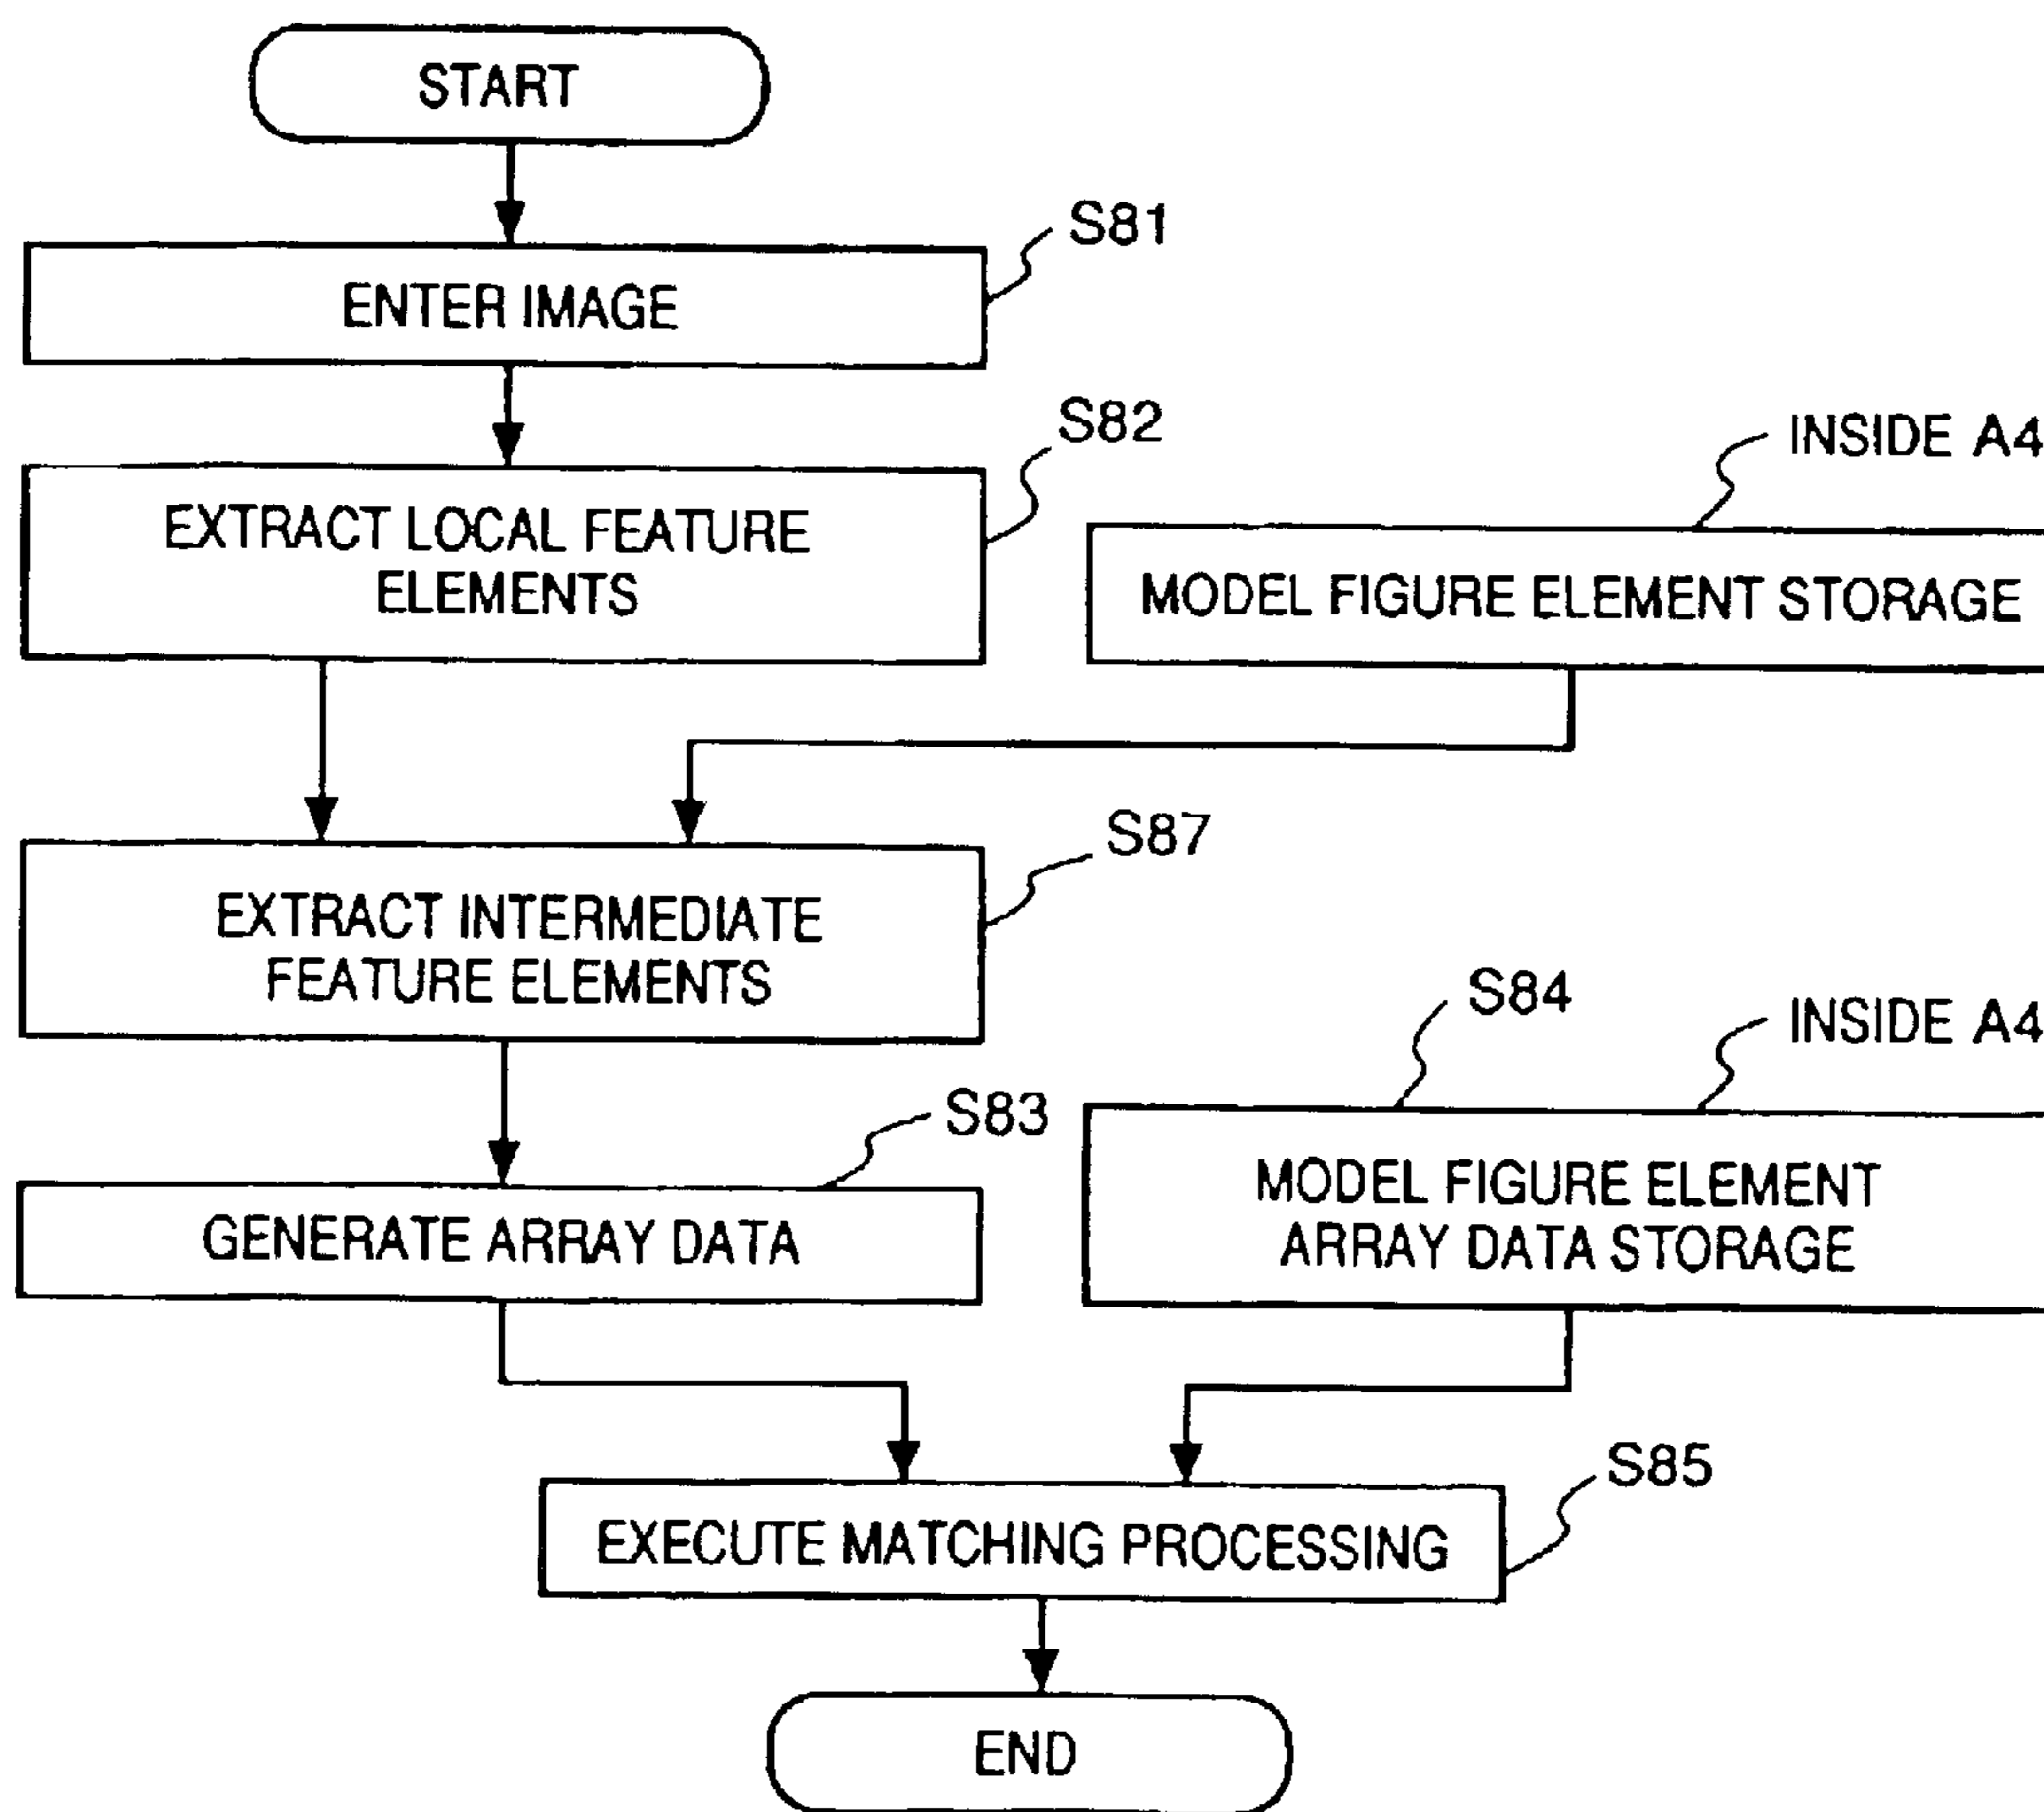 START
S81
ENTER IMAGE
S82
EXTRACT LOCAL FEATURE
ELEMENTS
INSIDE A4
MODEL FIGURE ELEMENT STORAGE
S87
EXTRACT INTERMEDIATE
FEATURE ELEMENTS
S84
INSIDE A4
S83
GENERATE ARRAY DATA
MODEL FIGURE ELEMENT
ARRAY DATA STORAGE
S85
EXECUTE MATCHING PROCESSING
END